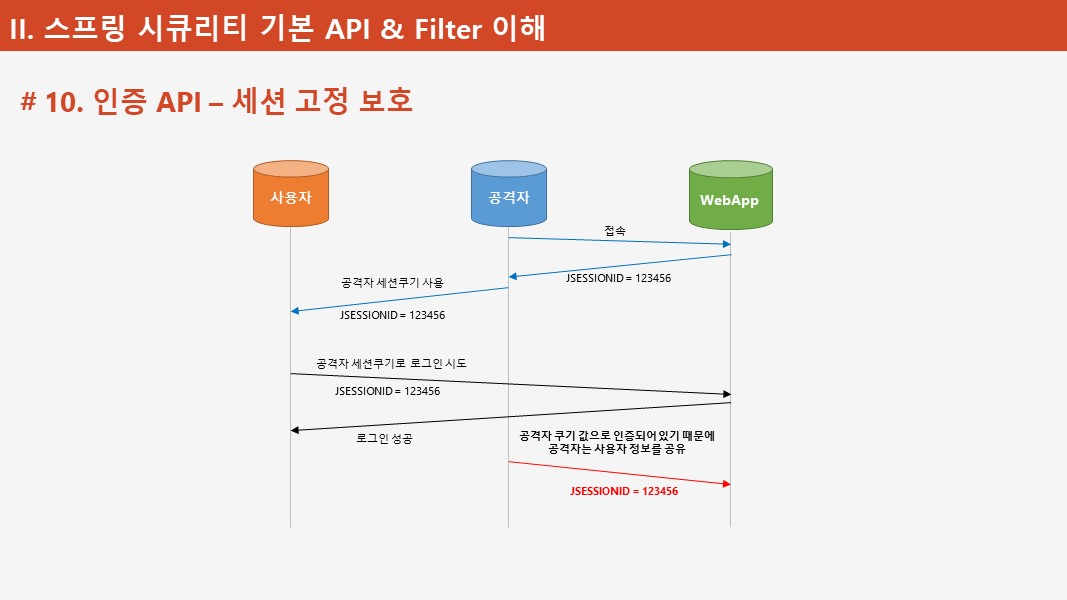 II. 스프링 시큐리티 기본 API & Filter 이해
# 10. 인증 API – 세션 고정 보호
사용자
공격자
WebApp
접속
JSESSIONID = 123456
공격자 세션쿠기 사용
JSESSIONID = 123456
공격자 세션쿠기로 로그인 시도
JSESSIONID = 123456
로그인 성공
공격자 쿠기 값으로 인증되어 있기 때문에
공격자는 사용자 정보를 공유
JSESSIONID = 123456